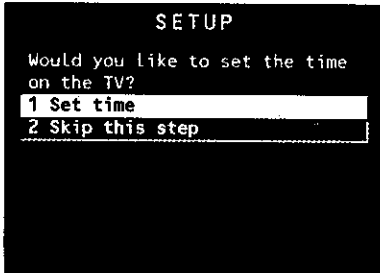 SETUP
Would you like to set the time
on the TV?
1 Set time
2 Skip this step